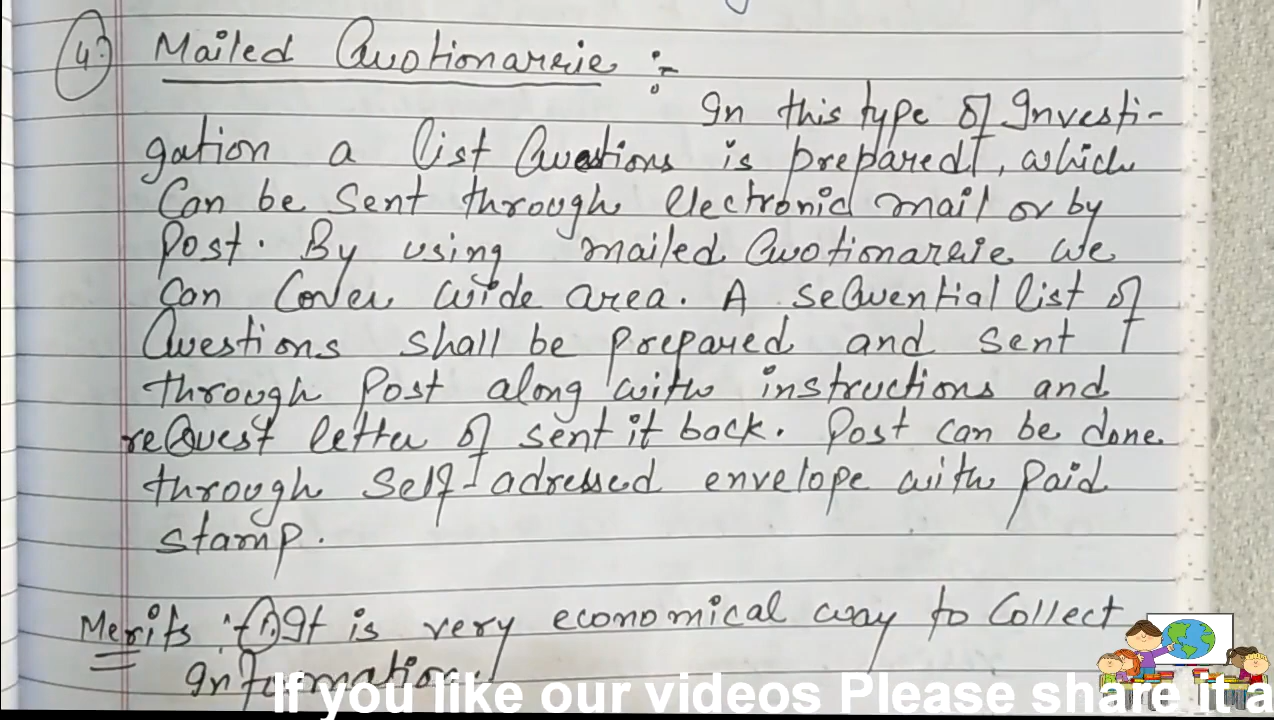 4. Mailed Quotionareie :-
In this type of Investi-
gation a list Questions is prepared, which
Can be Sent through electronic mail or by
Post. By using mailed Quotionareie we
Can Cover wide area. A seQuential list of
Questions shall be prepared and sent
through Post along with instructions and
reQuest letter of sent it back. Post can be done
through Self-adressed envelope with Paid
stamp.
Merits :- (1) It is very economical way to Collect
Information.
If you like our videos Please share it a